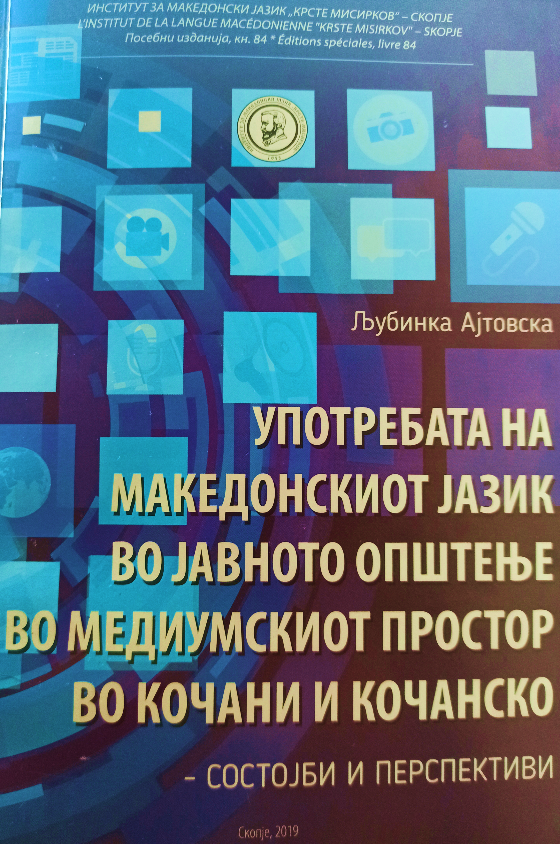 ИНСТИТУТ ЗА МАКЕДОНСКИ ЈАЗИК „КРСТЕ МИСИРКОВ“ – СКОПЈЕ
L'INSTITUT DE LA LANGUE MACÉDONIENNE "KRSTE MISIRKOV" – SKOPJE
Посебни изданија, кн. 84 * Éditions spéciales, livre 84
Љубинка Ајтовска
УПОТРЕБАТА НА
МАКЕДОНСКИОТ ЈАЗИК
ВО ЈАВНОТО ОПШТЕЊЕ
ВО МЕДИУМСКИОТ ПРОСТОР
ВО КОЧАНИ И КОЧАНСКО
– СОСТОЈБИ И ПЕРСПЕКТИВИ
Скопје, 2019